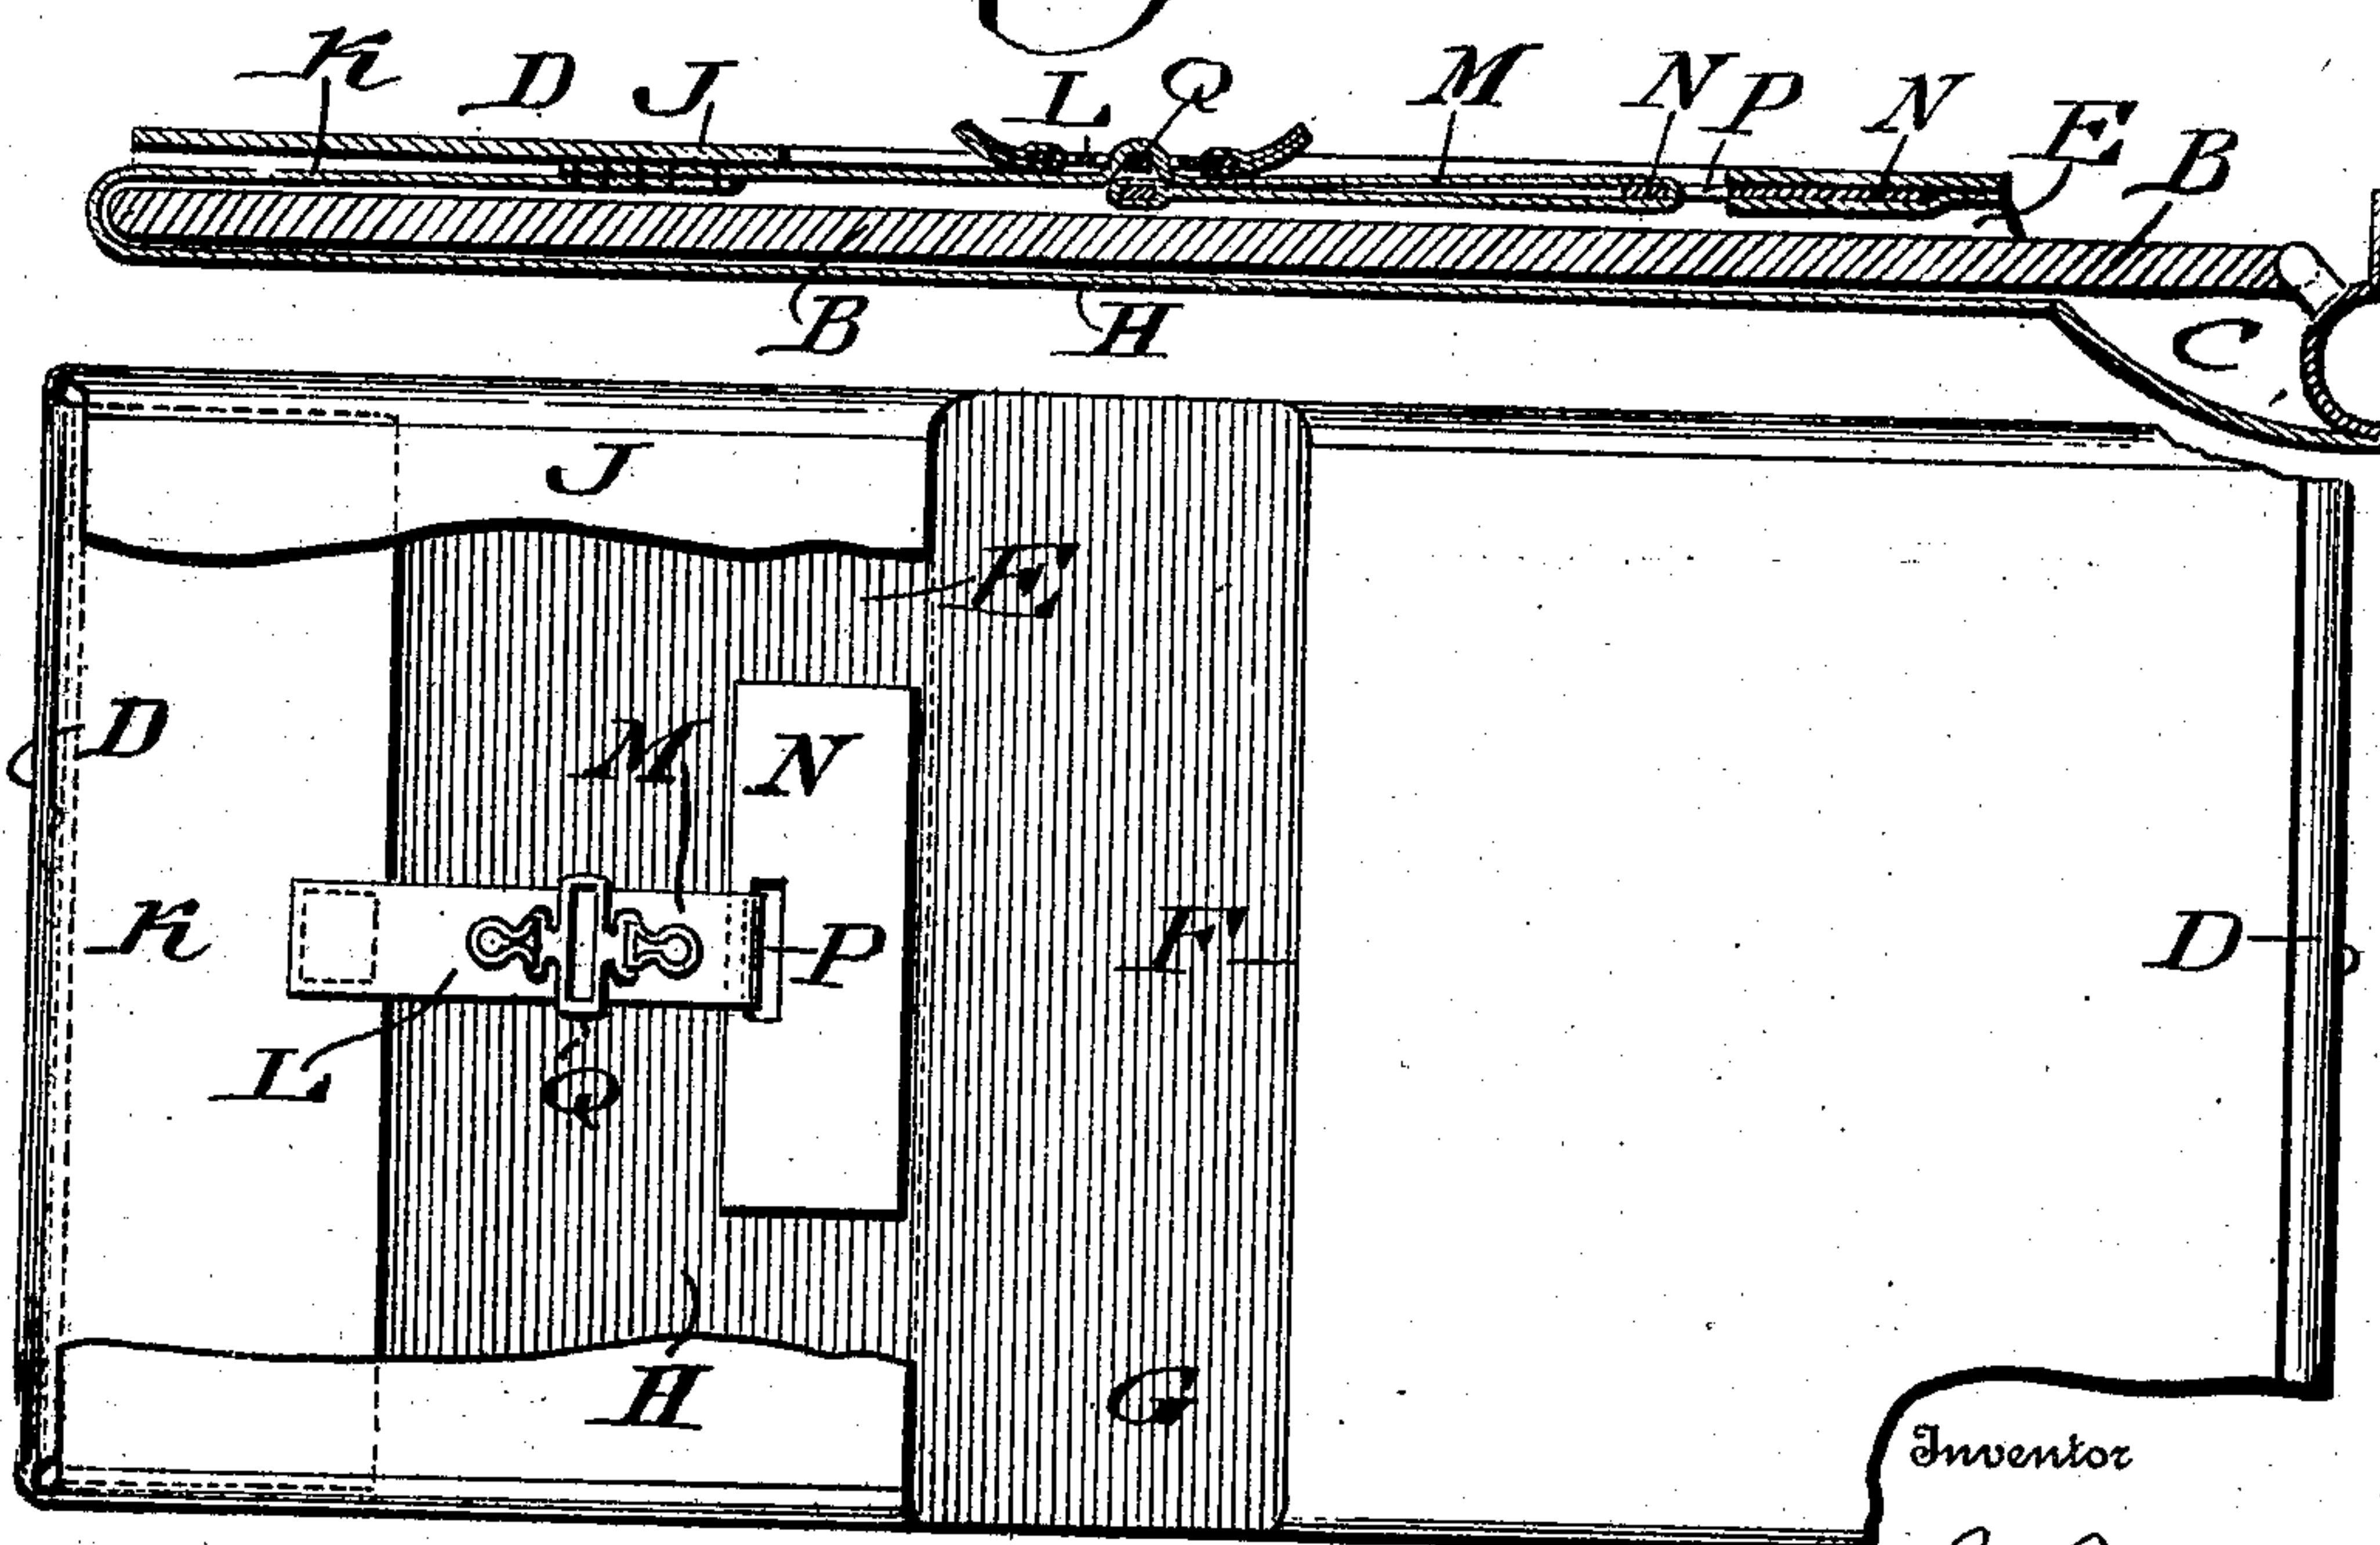 K D J L Q M N P N E B
B H C
J
E
D M N
K P F D
L Q
H G
Inventor